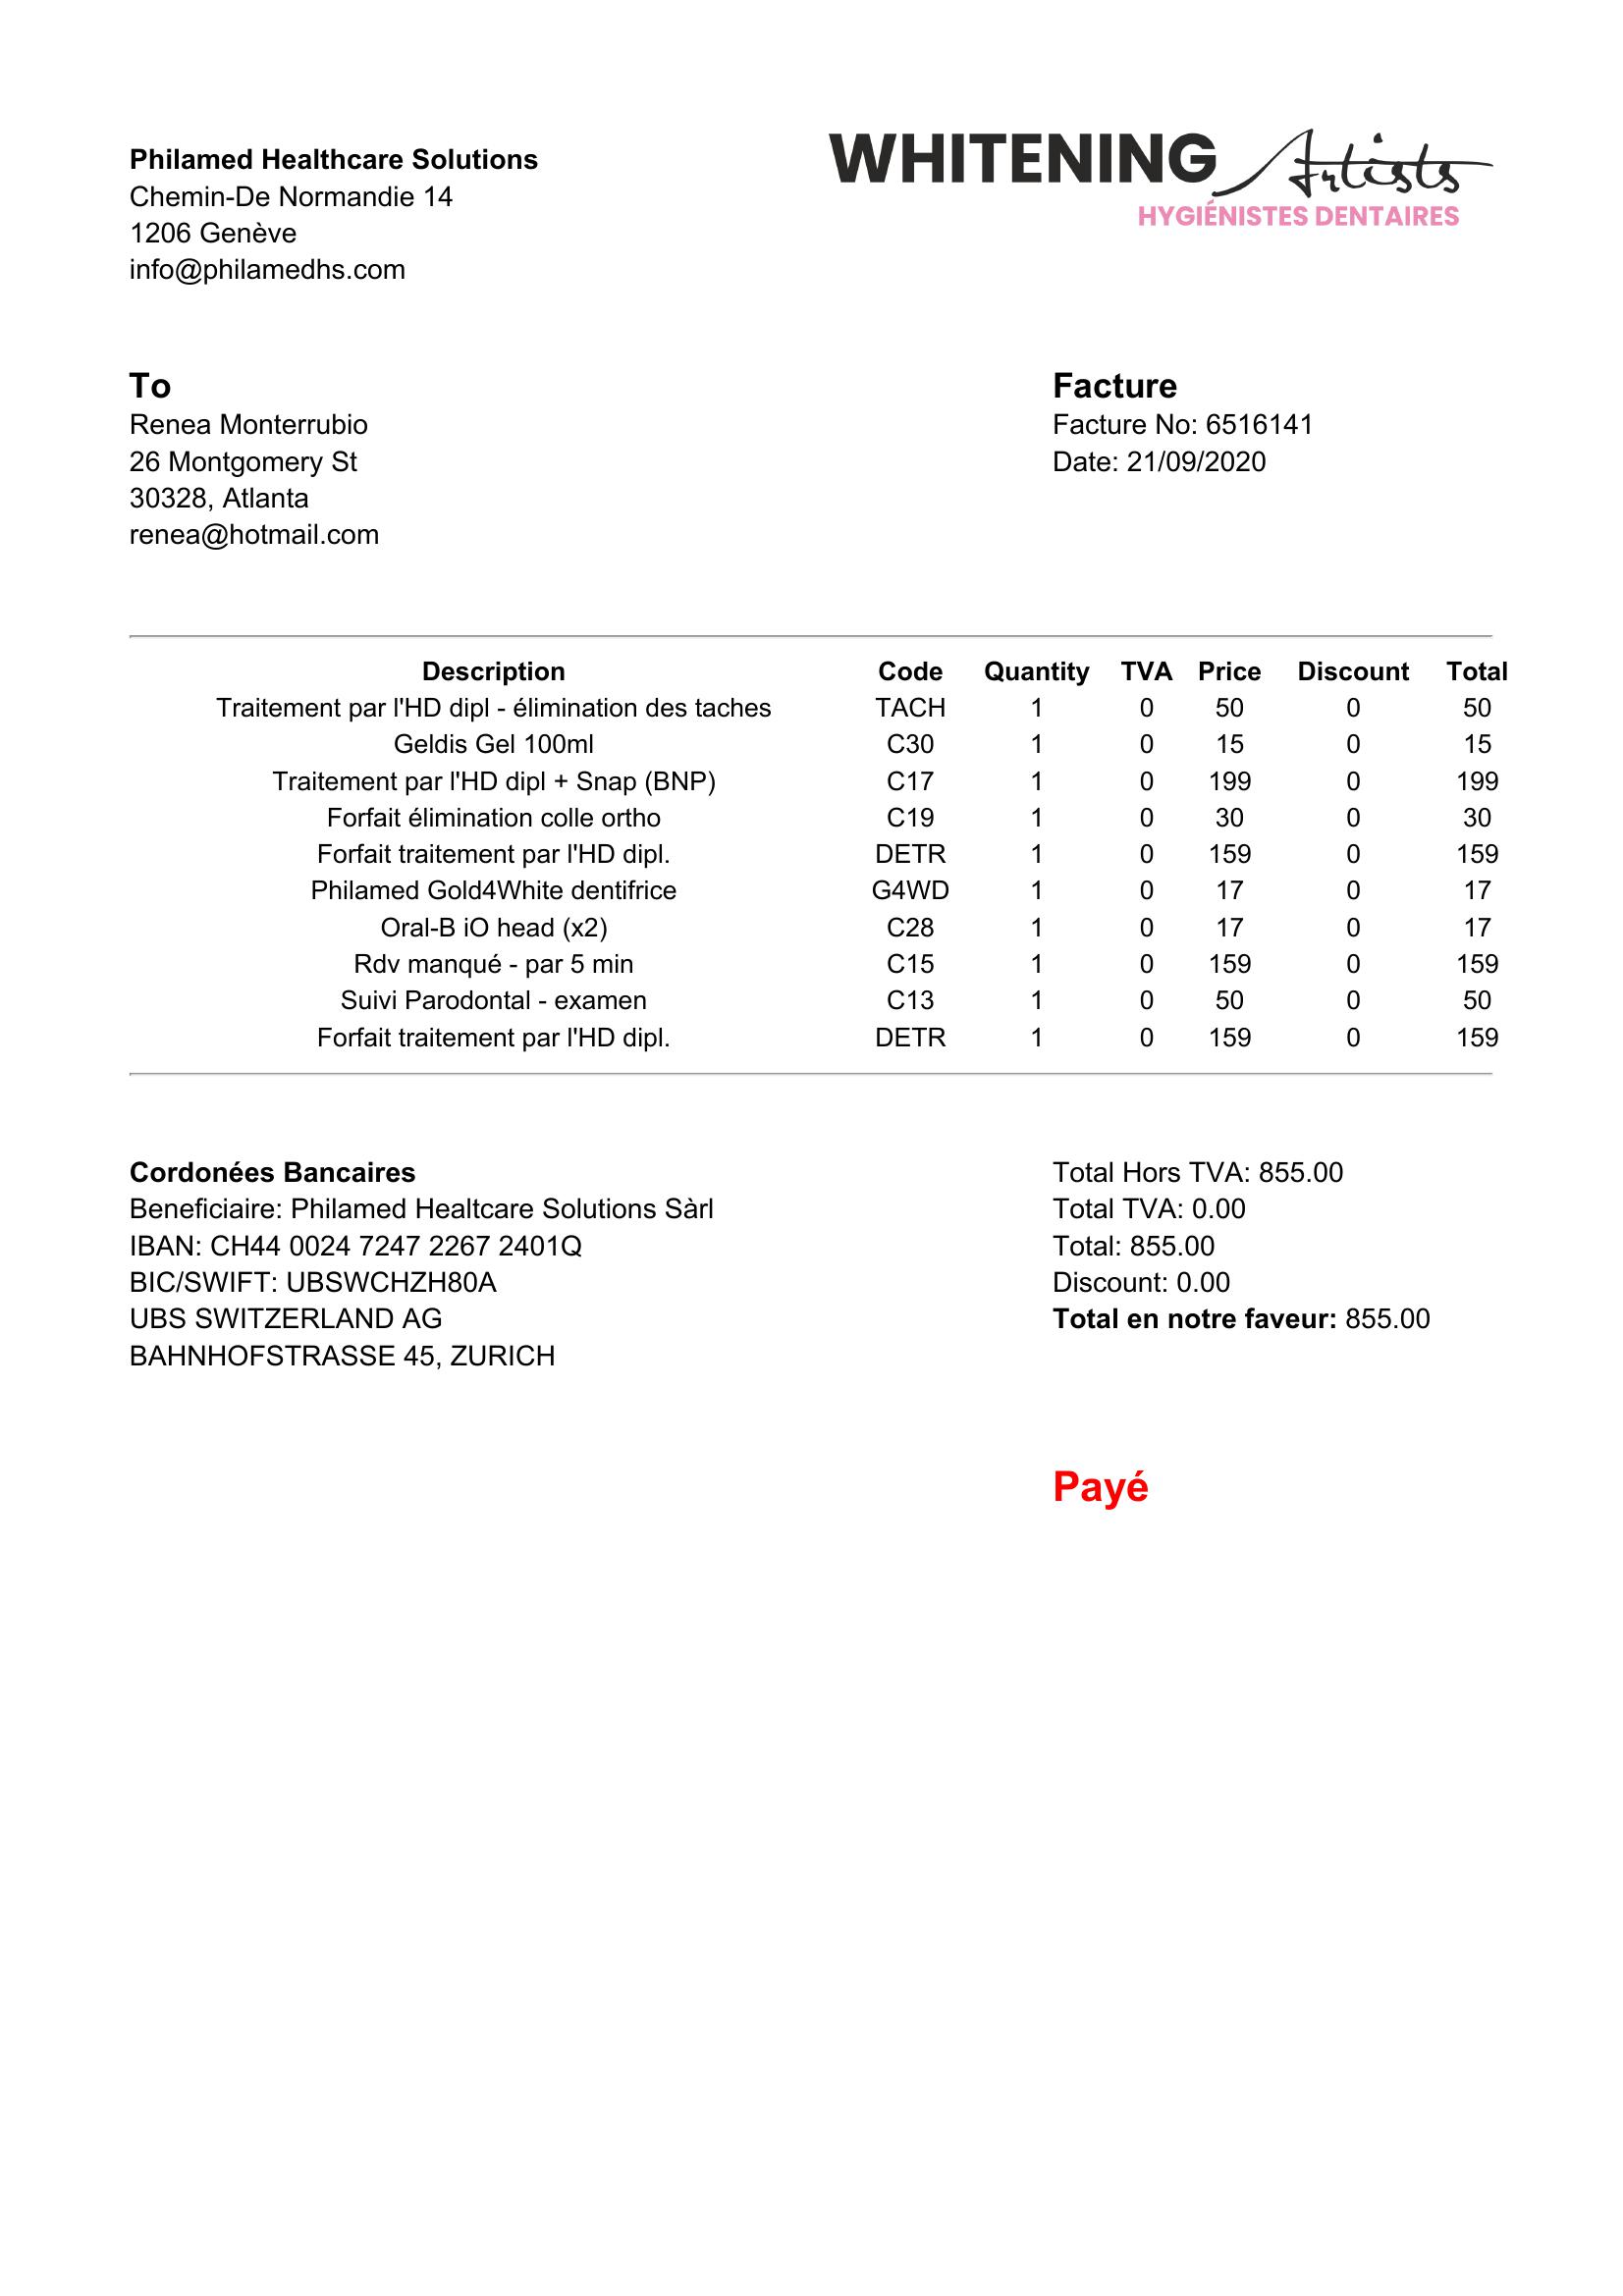 Philamed Healthcare Solutions
Chemin-De Normandie 14
1206 Genève
info@philamedhs.com
WHITENING Artists
HYGIÉNISTES DENTAIRES
To
Renea Monterrubio
26 Montgomery St
30328, Atlanta
renea@hotmail.com
Facture
Facture No: 6516141
Date: 21/09/2020
Description Code Quantity TVA Price Discount Total
Traitement par l'HD dipl - élimination des taches TACH 1 0 50 0 50
Geldis Gel 100ml C30 1 0 15 0 15
Traitement par l'HD dipl + Snap (BNP) C17 1 0 199 0 199
Forfait élimination colle ortho C19 1 0 30 0 30
Forfait traitement par l'HD dipl. DETR 1 0 159 0 159
Philamed Gold4White dentifrice G4WD 1 0 17 0 17
Oral-B iO head (x2) C28 1 0 17 0 17
Rdv manqué - par 5 min C15 1 0 159 0 159
Suivi Parodontal - examen C13 1 0 50 0 50
Forfait traitement par l'HD dipl. DETR 1 0 159 0 159
Cordonées Bancaires
Beneficiaire: Philamed Healtcare Solutions Sàrl
IBAN: CH44 0024 7247 2267 2401Q
BIC/SWIFT: UBSWCHZH80A
UBS SWITZERLAND AG
BAHNHOFSTRASSE 45, ZURICH
Total Hors TVA: 855.00
Total TVA: 0.00
Total: 855.00
Discount: 0.00
Total en notre faveur: 855.00
Payé